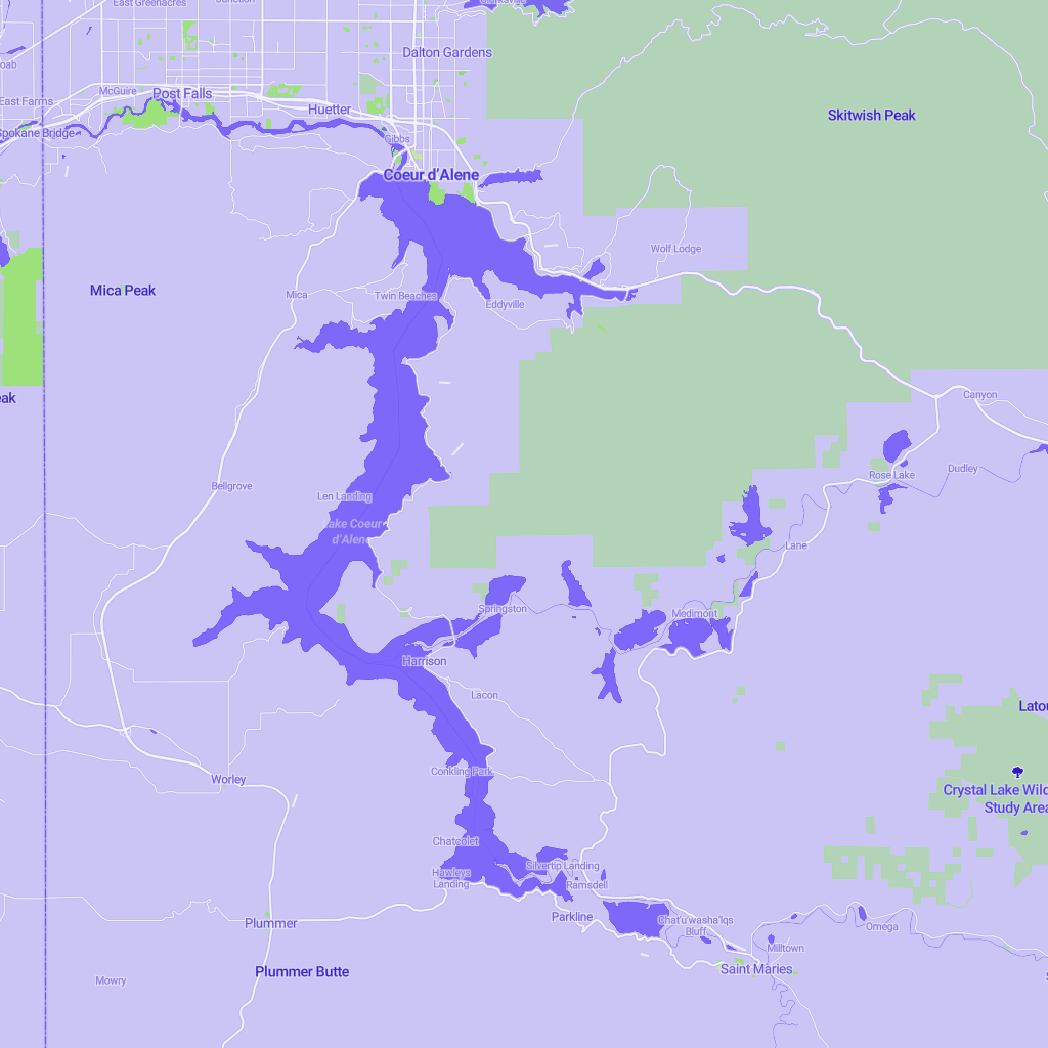 Clarksville
East Greenacres
Junction
Dalton Gardens
McGuire
Post Falls
East Farms
Huetter
Skitwish Peak
Spokane Bridge
Gibbs
Coeur d'Alene
Wolf Lodge
Mica Peak
Mica
Twin Beaches
Eddyville
Canyon
Rose Lake
Dudley
Bellgrove
Len Landing
Lake Coeur
d'Alene
Lane
Springston
Medimont
Harrison
Lacon
Conkling Park
Worley
Crystal Lake Wild
Study Area
Chatcolet
Hawleys
Landing
Silvertip Landing
Ramsdell
Parkline
Chat'u'washa'lqs
Bluff
Omega
Plummer
Milltown
Saint Maries
Plummer Butte
Mowry